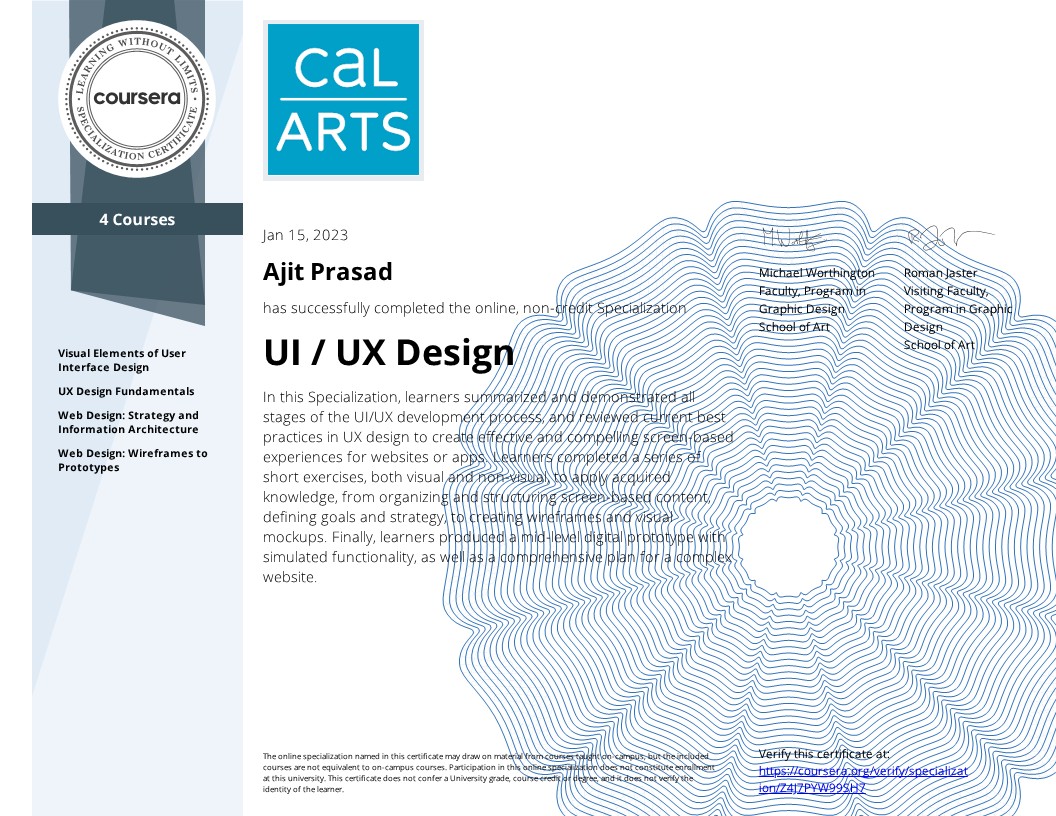 LEARNING WITHOUT LIMITS
coursera
SPECIALIZATION CERTIFICATE
4 Courses
Visual Elements of User
Interface Design
UX Design Fundamentals
Web Design: Strategy and
Information Architecture
Web Design: Wireframes to
Prototypes
CaL
ARTS
Jan 15, 2023
Ajit Prasad
has successfully completed the online, non-credit Specialization
UI / UX Design
In this Specialization, learners summarized and demonstrated all
stages of the UI/UX development process, and reviewed current best
practices in UX design to create effective and compelling screen-based
experiences for websites or apps. Learners completed a series of
short exercises, both visual and non-visual, to apply acquired
knowledge, from organizing and structuring screen-based content,
defining goals and strategy, to creating wireframes and visual
mockups. Finally, learners produced a mid-level digital prototype with
simulated functionality, as well as a comprehensive plan for a complex
website.
Michael Worthington
Faculty, Program in
Graphic Design
School of Art
Roman Jaster
Visiting Faculty,
Program in Graphic
Design
School of Art
The online specialization named in this certificate may draw on material from courses taught on-campus, but the included
courses are not equivalent to on-campus courses. Participation in this online specialization does not constitute enrollment
at this university. This certificate does not confer a University grade, course credit or degree, and it does not verify the
identity of the learner.
Verify this certificate at:
https://coursera.org/verify/specializat
ion/Z4J7PYW99SH7